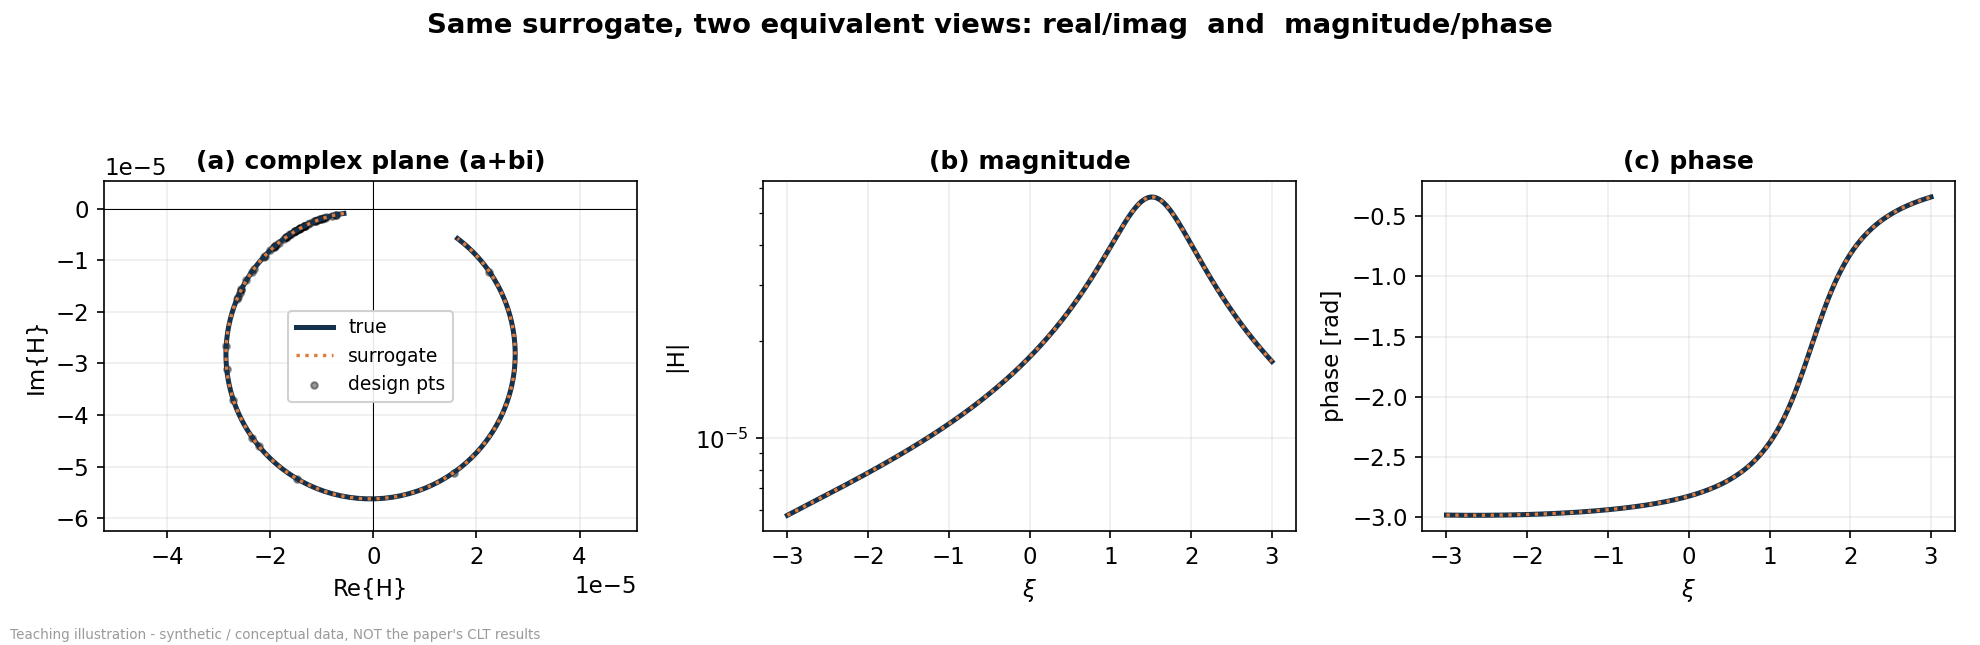 Same surrogate, two equivalent views: real/imag  and  magnitude/phase
1e−5
(a) complex plane (a+bi)
0
−1
−2
−3
−4
−5
−6
Im{H}
true
surrogate
design pts
−4
−2
0
2
4
1e−5
Re{H}
(b) magnitude
|H|
10⁻⁵
−3
−2
−1
0
1
2
3
ξ
(c) phase
phase [rad]
−0.5
−1.0
−1.5
−2.0
−2.5
−3.0
−3
−2
−1
0
1
2
3
ξ
Teaching illustration - synthetic / conceptual data, NOT the paper's CLT results